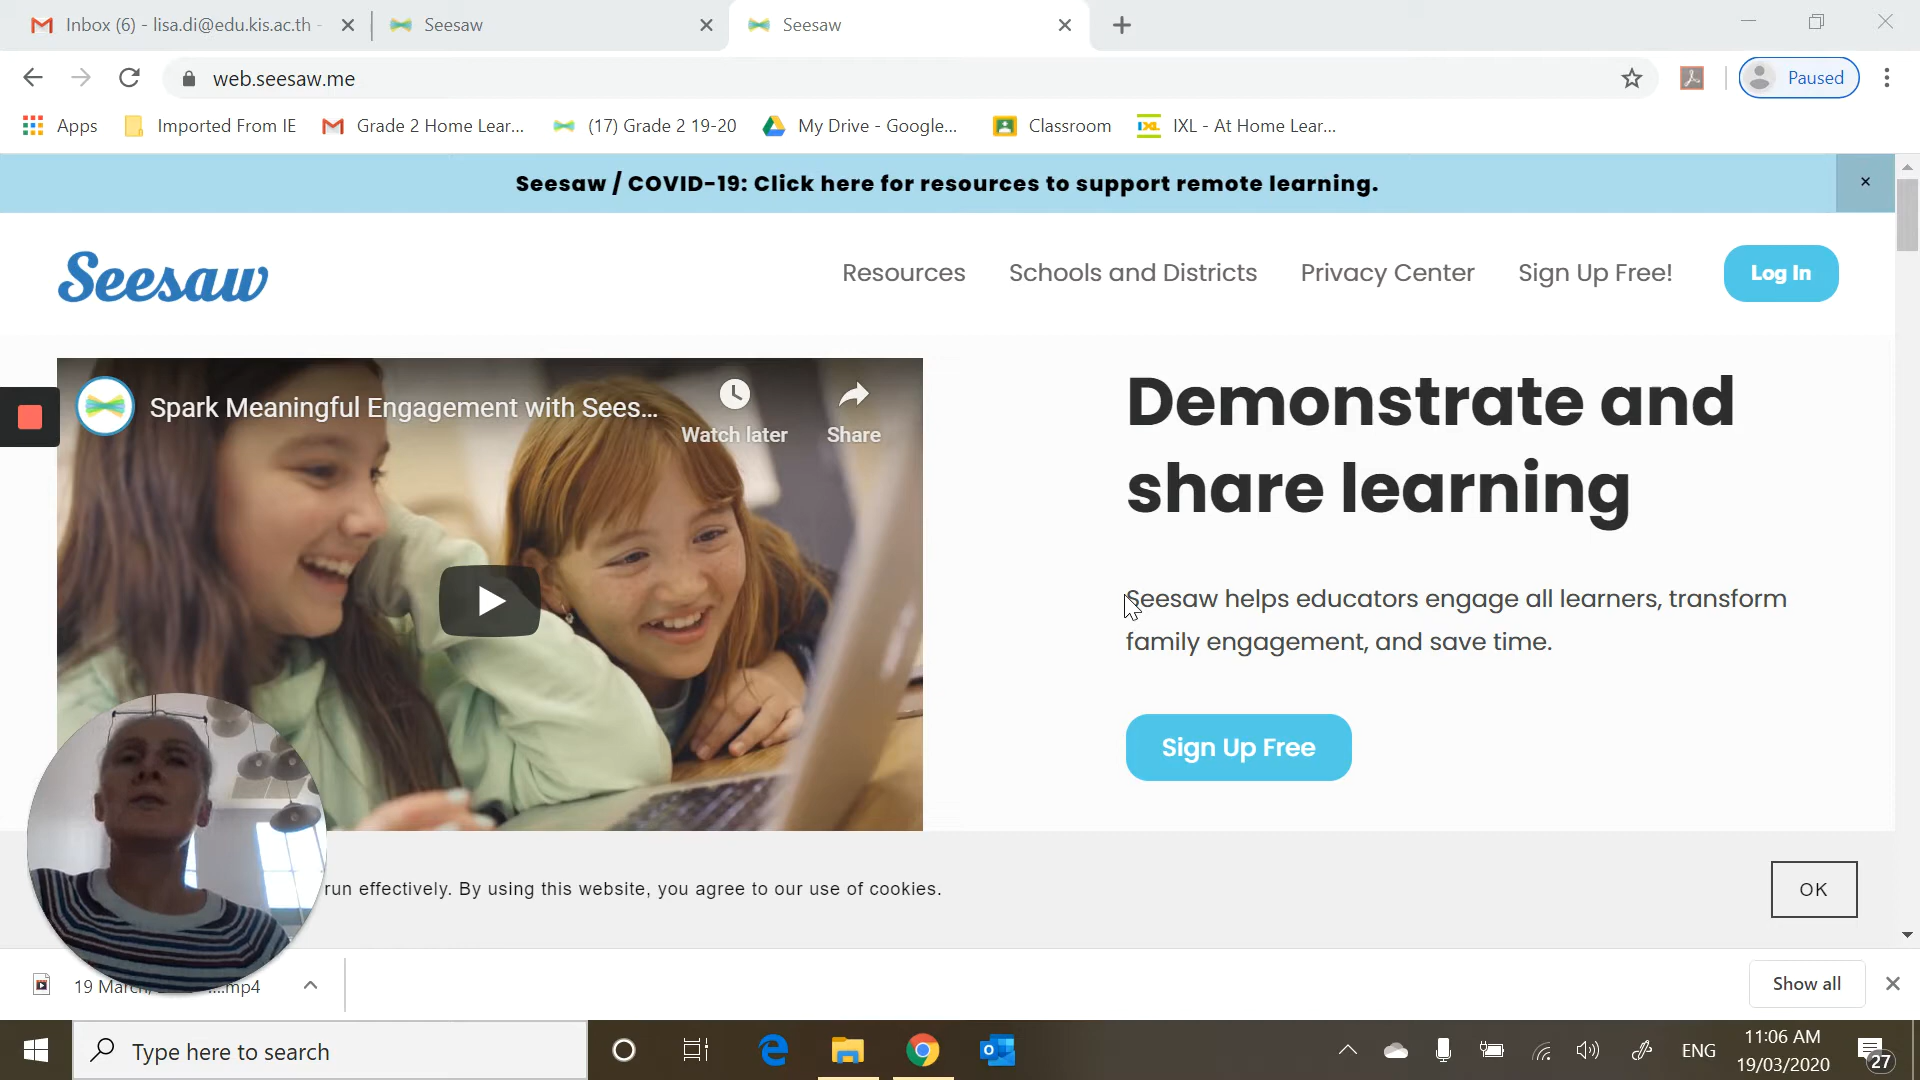 Inbox (6) - lisa.di@edu.kis.ac.th -
Seesaw
Seesaw
web.seesaw.me
Paused
Apps
Imported From IE
Grade 2 Home Lear...
(17) Grade 2 19-20
My Drive - Google...
Classroom
IXL - At Home Lear...
Seesaw / COVID-19: Click here for resources to support remote learning.
Seesaw
Resources
Schools and Districts
Privacy Center
Sign Up Free!
Log In
Spark Meaningful Engagement with Sees...
Watch later
Share
Demonstrate and
share learning
Seesaw helps educators engage all learners, transform
family engagement, and save time.
Sign Up Free
run effectively. By using this website, you agree to our use of cookies.
OK
19 March, ....mp4
Show all
Type here to search
ENG
11:06 AM
19/03/2020
27